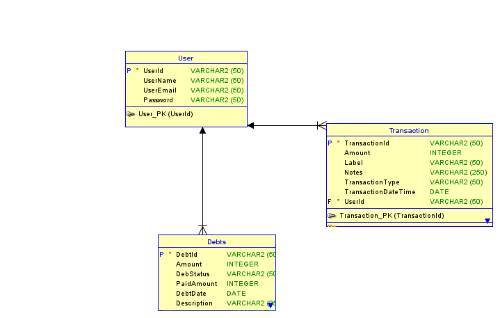 User
P * UserId VARCHAR2 (50)
UserName VARCHAR2 (50)
UserEmail VARCHAR2 (50)
Password VARCHAR2 (50)
User_PK (UserId)
Transaction
P * TransactionId VARCHAR2 (50)
Amount INTEGER
Label VARCHAR2 (50)
Notes VARCHAR2 (250)
TransactionType VARCHAR2 (50)
TransactionDateTime DATE
F * UserId VARCHAR2 (50)
Transaction_PK (TransactionId)
Debts
P * DebtId VARCHAR2 (50
Amount INTEGER
DebStatus VARCHAR2 (50
PaidAmount INTEGER
DebtDate DATE
Description VARCHAR2